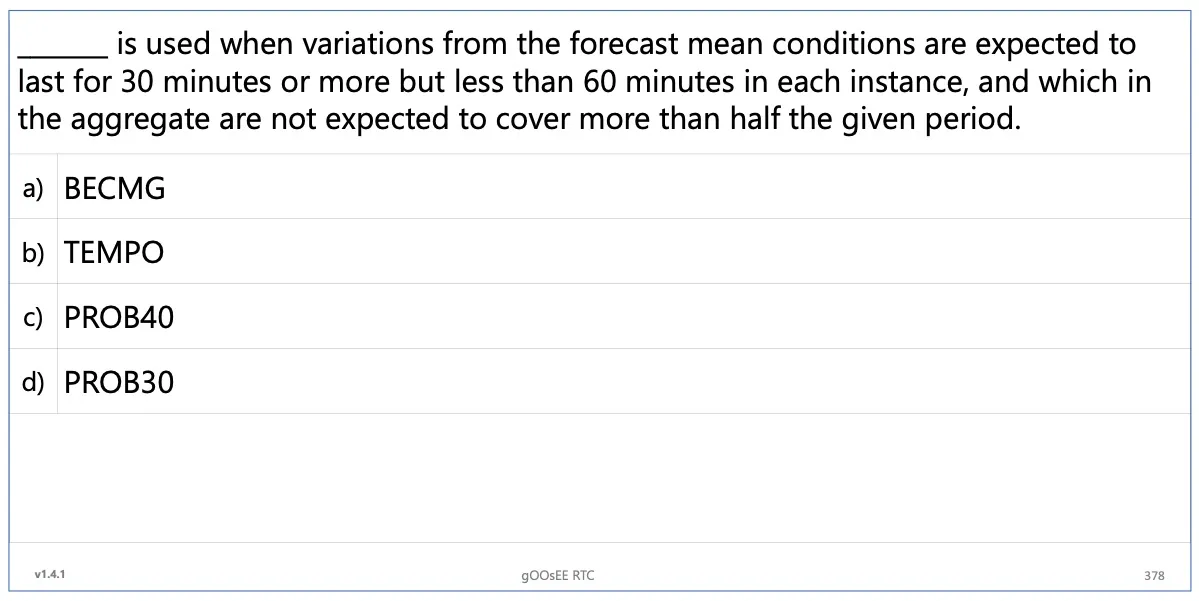 ______ is used when variations from the forecast mean conditions are expected to
last for 30 minutes or more but less than 60 minutes in each instance, and which in
the aggregate are not expected to cover more than half the given period.
a) BECMG
b) TEMPO
c) PROB40
d) PROB30
v1.4.1 gOOsEE RTC 378